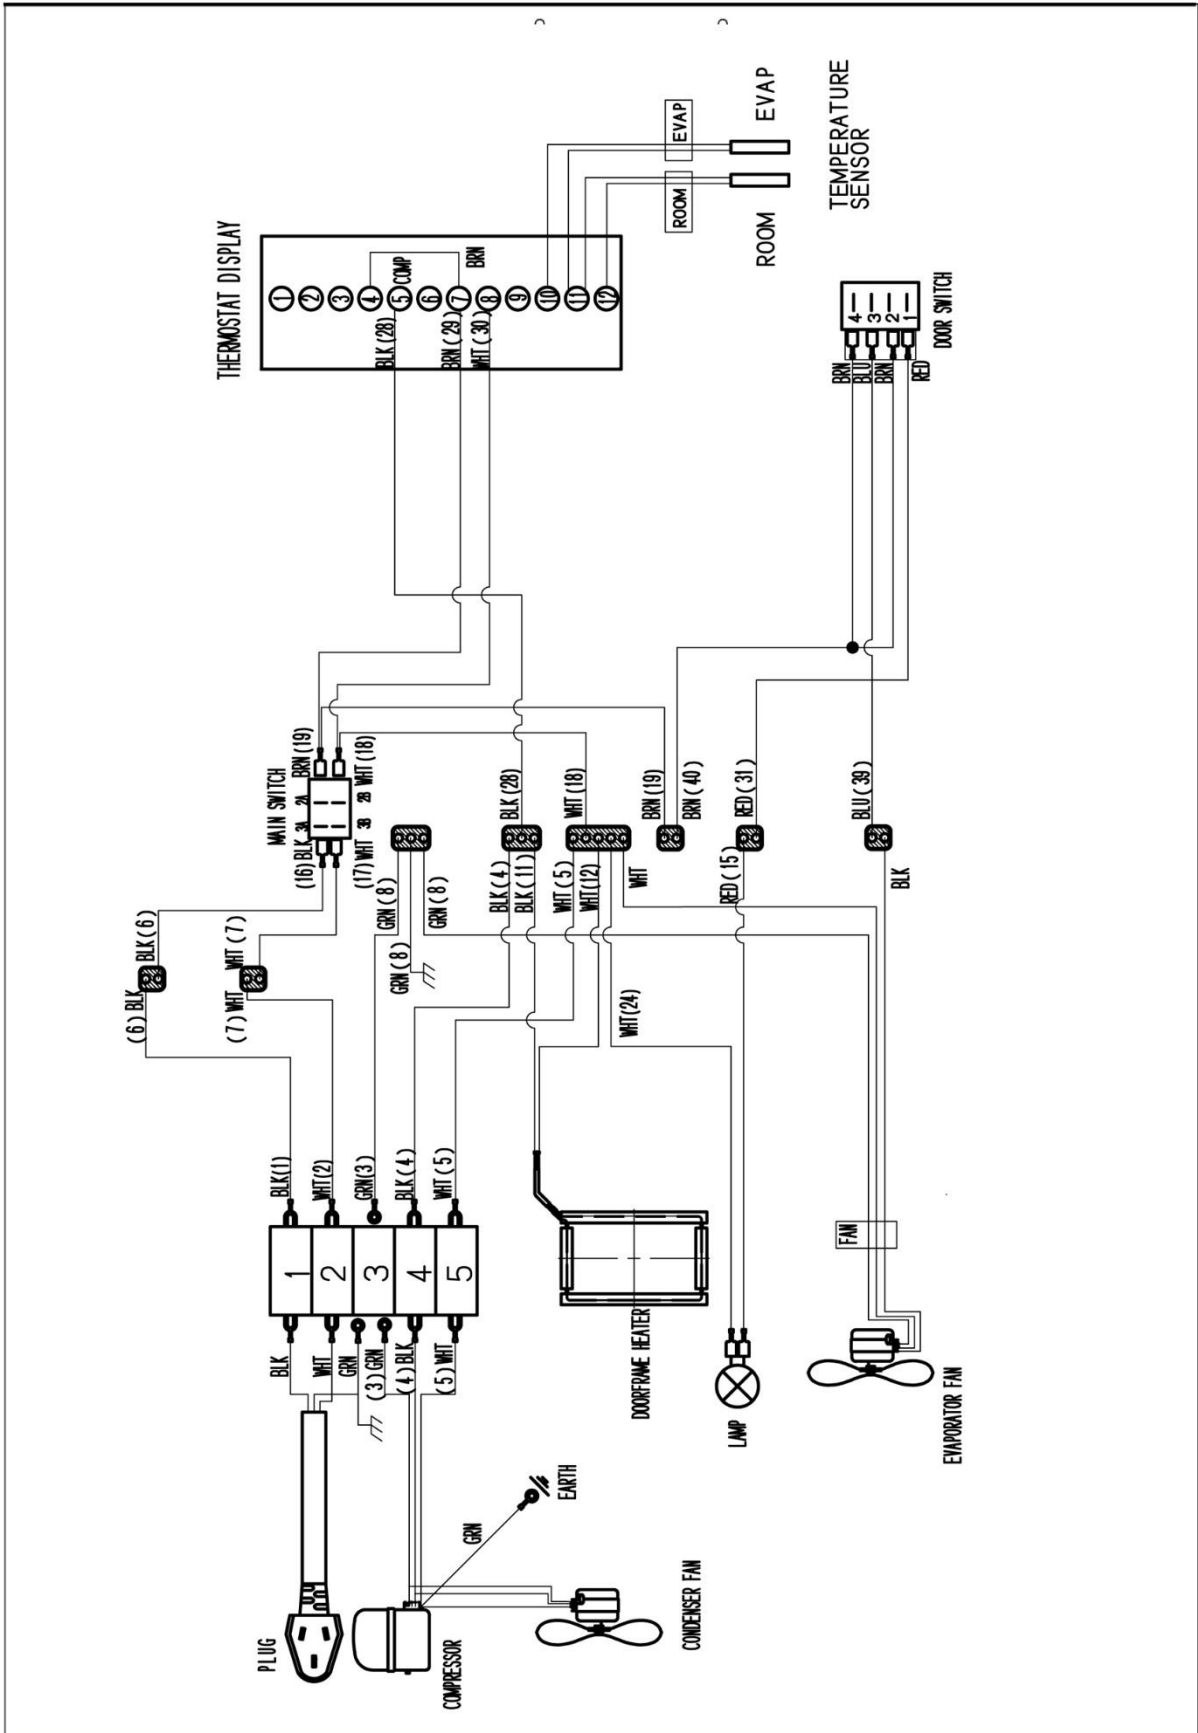 THERMOSTAT DISPLAY
1
2
3
4
5
6
7
8
9
10
11
12
COMP
BRN
BLK(28)
BRN(29)
WHT(30)
EVAP
ROOM
EVAP
ROOM
TEMPERATURE
SENSOR
4
3
2
1
DOOR SWITCH
BRN
BLU
BRN
RED
MAIN SWITCH
BRN(19)
WHT(18)
3A 2A
3B 2B
(16)BLK
(17)WHT
BLK(6)
(6)BLK
WHT(7)
(7)WHT
GRN(8)
GRN(8)
GRN(8)
BLK(28)
BLK(4)
BLK(11)
WHT(18)
WHT(5)
WHT(12)
WHT
WHT(24)
BRN(19)
BRN(40)
RED(31)
RED(15)
BLU(39)
BLK
BLK(1)
WHT(2)
GRN(3)
BLK(4)
WHT(5)
1
2
3
4
5
BLK
WHT
GRN
(3)GRN
(4)BLK
(5)WHT
PLUG
COMPRESSOR
GRN
EARTH
CONDENSER FAN
DOORFRAME HEATER
LAMP
FAN
EVAPORATOR FAN